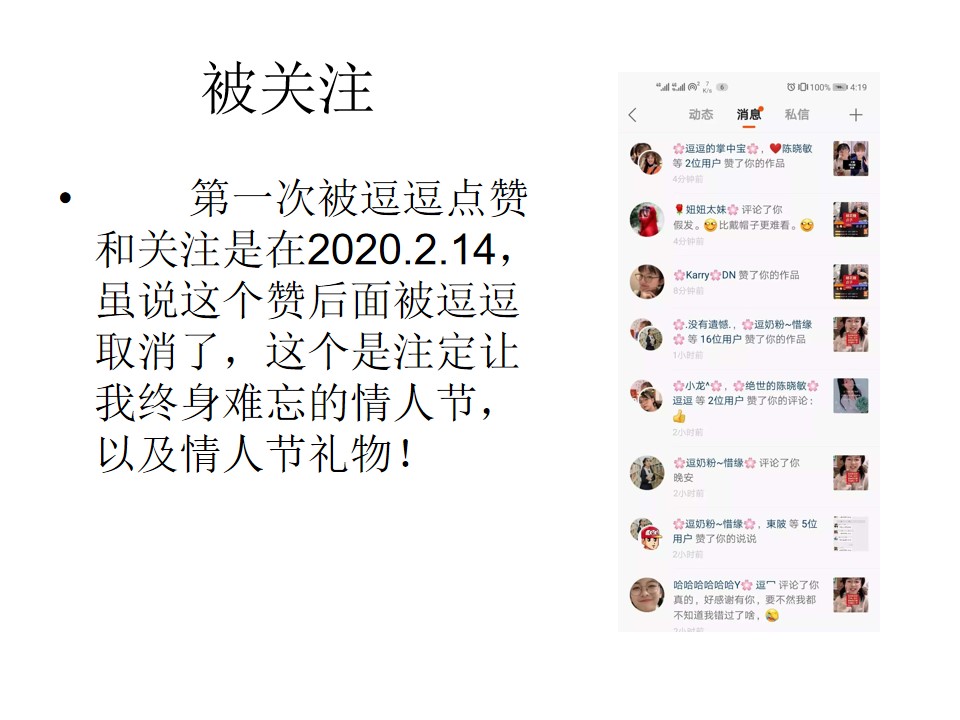 被关注
• 第一次被逗逗点赞
和关注是在2020.2.14，
虽说这个赞后面被逗逗
取消了，这个是注定让
我终身难忘的情人节，
以及情人节礼物！
100% 4:19
动态 消息 私信
🌸逗逗的掌中宝🌸，❤️陈晓敏
等 2位用户 赞了你的作品
4分钟前
🌹妞妞太妹🌸 评论了你
假发。😄比戴帽子更难看。😄
4分钟前
🌸Karry🌸DN 赞了你的作品
8分钟前
🌸.没有遗憾.，🌸逗奶粉~惜缘
🌸 等 16位用户 赞了你的作品
1小时前
🌸小龙^🌸，🌸绝世的陈晓敏🌸
逗逗 等 2位用户 赞了你的评论：
👍
2小时前
🌸逗奶粉~惜缘🌸 评论了你
晚安
2小时前
🌸逗奶粉~惜缘🌸，東陂 等 5位
用户 赞了你的说说
2小时前
哈哈哈哈哈哈Y🌸 逗乛 评论了你
真的，好感谢有你，要不然我都
不知道我错过了啥，